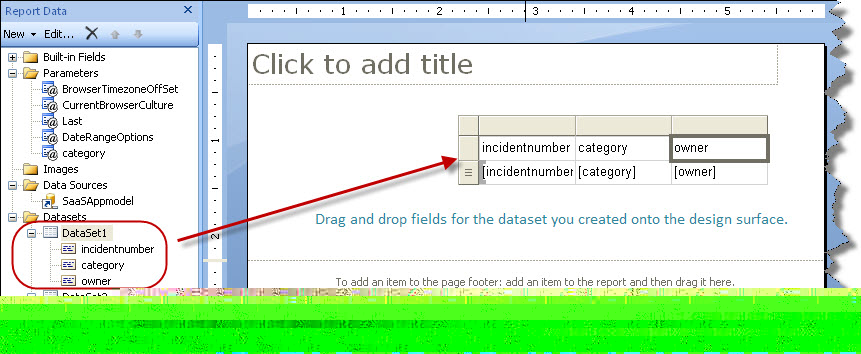 Report Data
New Edit...
Built-in Fields
Parameters
BrowserTimezoneOffSet
CurrentBrowserCulture
Last
DateRangeOptions
category
Images
Data Sources
SaaSAppmodel
Datasets
DataSet1
incidentnumber
category
owner
1 2 3 4 5
1
2
Click to add title
incidentnumber category owner
[incidentnumber [category] [owner]
Drag and drop fields for the dataset you created onto the design surface.
To add an item to the page footer: add an item to the report and then drag it here.